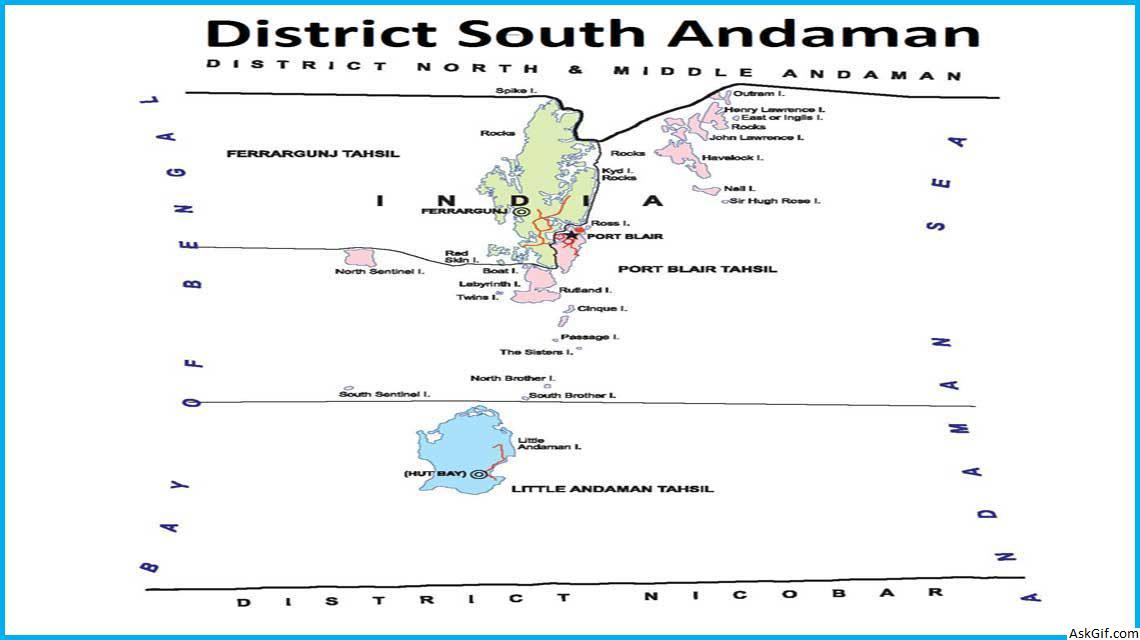 District South Andaman
DISTRICT NORTH & MIDDLE ANDAMAN
Spike I.
Outram I.
Henry Lawrence I.
East or Inglis I.
Rocks
John Lawrence I.
Rocks
FERRARGUNJ TAHSIL
Rocks
Havelock I.
Kyd I.
Rocks
Neil I.
Sir Hugh Rose I.
INDIA
FERRARGUNJ
Ross I.
PORT BLAIR
Red
Skin I.
North Sentinel I.
Boat I.
PORT BLAIR TAHSIL
Labyrinth I.
Rutland I.
Twins I.
Cinque I.
Passage I.
The Sisters I.
North Brother I.
South Sentinel I.
South Brother I.
Little
Andaman I.
(HUT BAY)
LITTLE ANDAMAN TAHSIL
BAY OF BENGAL
ANDAMAN SEA
DISTRICT NICOBAR
AskGif.com